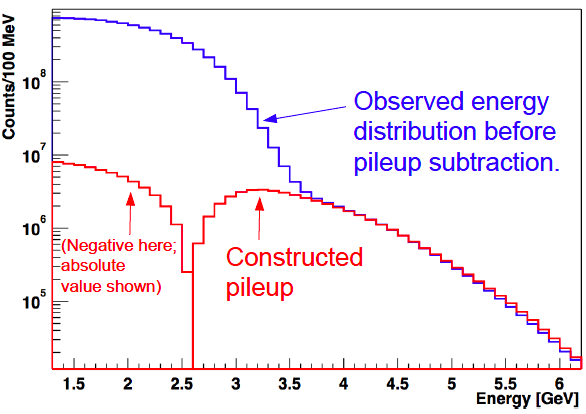 Counts/100 MeV
10^8
10^7
10^6
10^5
Observed energy
distribution before
pileup subtraction.
(Negative here;
absolute
value shown)
Constructed
pileup
1.5 2 2.5 3 3.5 4 4.5 5 5.5 6
Energy [GeV]